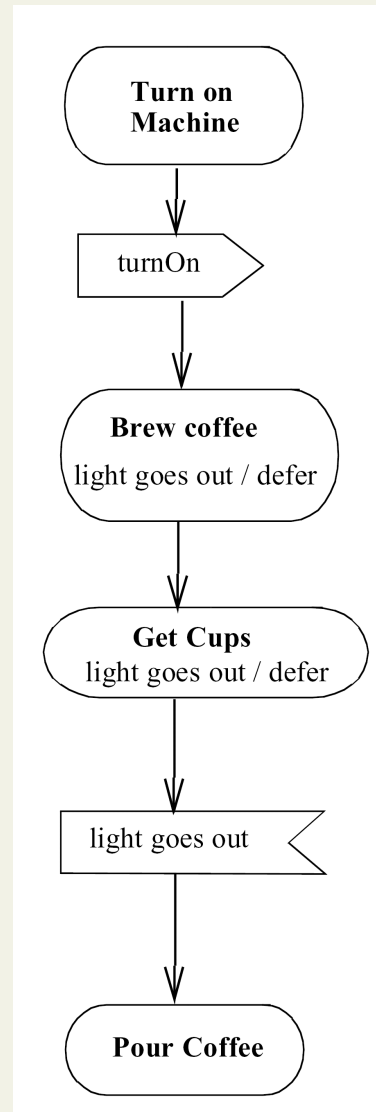 Turn on
Machine
turnOn
Brew coffee
light goes out / defer
Get Cups
light goes out / defer
light goes out
Pour Coffee